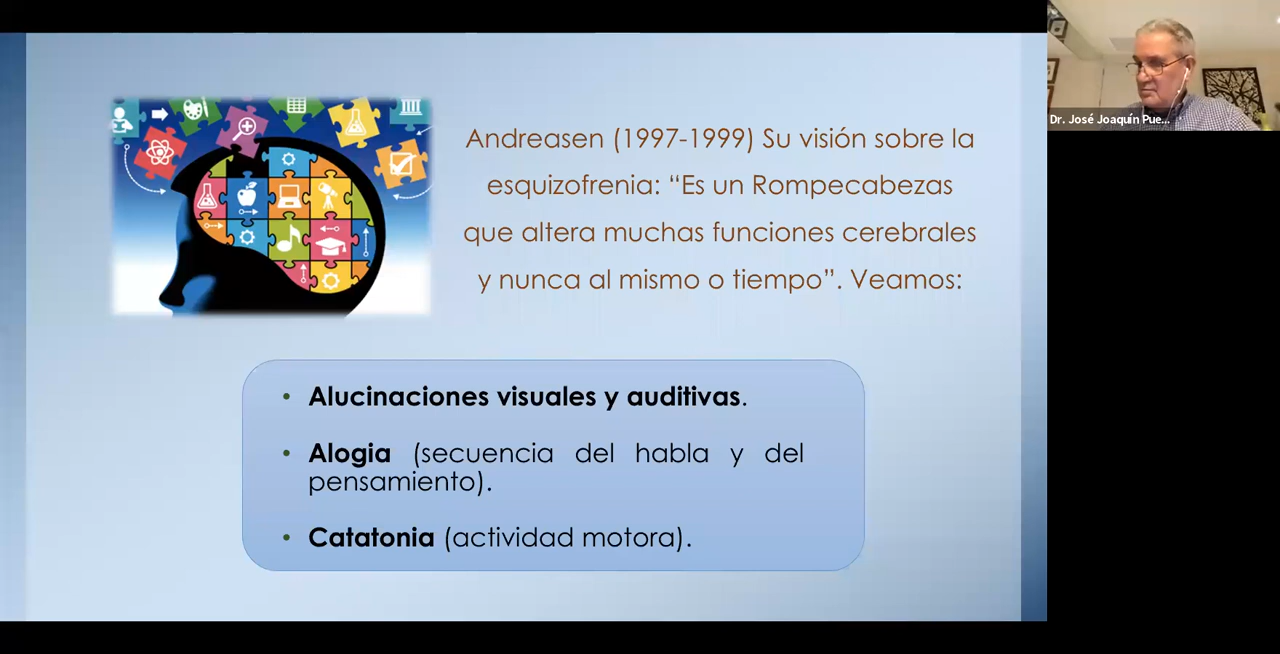 Andreasen (1997-1999) Su visión sobre la
esquizofrenia: “Es un Rompecabezas
que altera muchas funciones cerebrales
y nunca al mismo o tiempo”. Veamos:
• Alucinaciones visuales y auditivas.
• Alogia (secuencia del habla y del
pensamiento).
• Catatonia (actividad motora).
Dr. José Joaquín Pue...